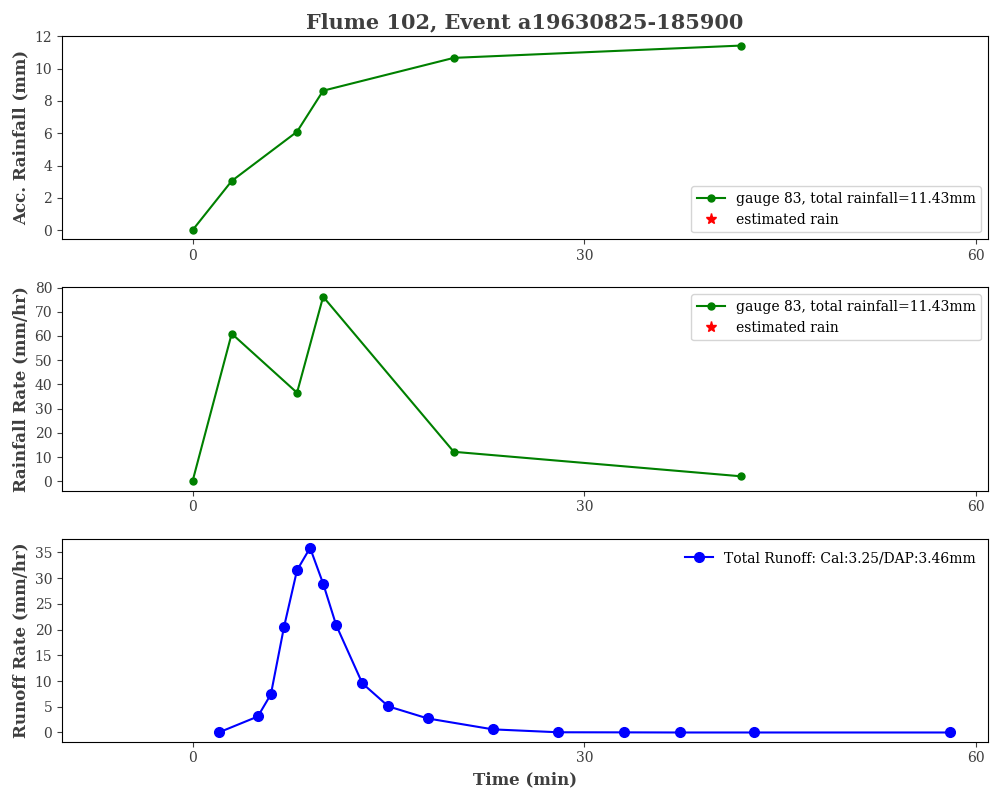 Flume 102, Event a19630825-185900
12
10
8
6
4
2
0
Acc. Rainfall (mm)
gauge 83, total rainfall=11.43mm
estimated rain
0 30 60
80
70
60
50
40
30
20
10
0
Rainfall Rate (mm/hr)
gauge 83, total rainfall=11.43mm
estimated rain
0 30 60
35
30
25
20
15
10
5
0
Runoff Rate (mm/hr)
Total Runoff: Cal:3.25/DAP:3.46mm
0 30 60
Time (min)